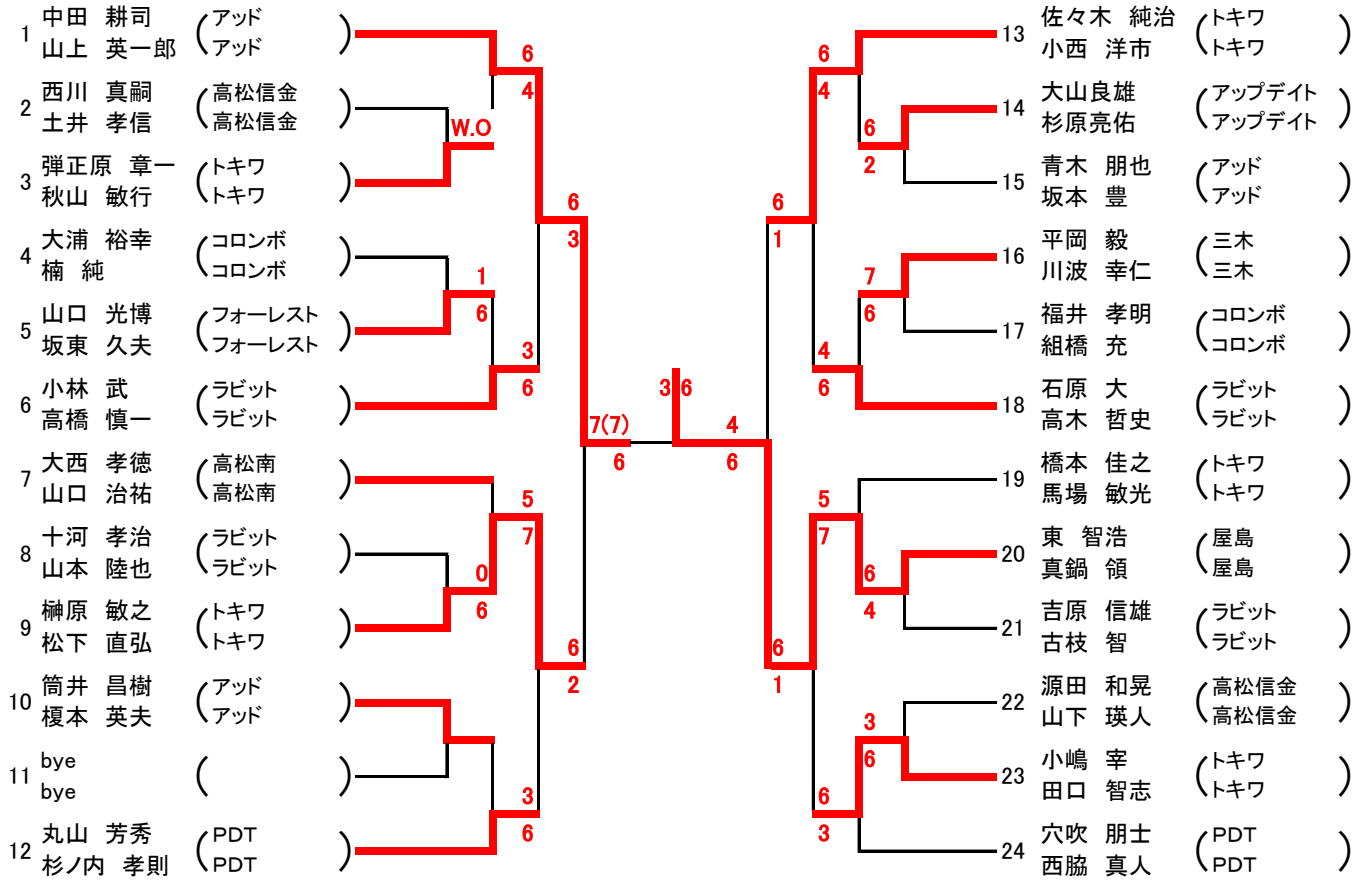 1 中田 耕司 (アッド)
山上 英一郎 (アッド)
2 西川 真嗣 (高松信金)
土井 孝信 (高松信金)
W.O
3 弾正原 章一 (トキワ)
秋山 敏行 (トキワ)
6
4
4 大浦 裕幸 (コロンボ)
楠 純 (コロンボ)
1
6
5 山口 光博 (フォーレスト)
坂東 久夫 (フォーレスト)
3
6
6 小林 武 (ラビット)
高橋 慎一 (ラビット)
6
3
7 大西 孝徳 (高松南)
山口 治祐 (高松南)
5
7
8 十河 孝治 (ラビット)
山本 陸也 (ラビット)
0
6
9 榊原 敏之 (トキワ)
松下 直弘 (トキワ)
6
2
10 筒井 昌樹 (アッド)
榎本 英夫 (アッド)
11 bye ( )
bye
3
6
12 丸山 芳秀 (PDT)
杉ノ内 孝則 (PDT)
7(7)
6
3 6
4
6
13 佐々木 純治 (トキワ)
小西 洋市 (トキワ)
6
4
14 大山良雄 (アップデイト)
杉原亮佑 (アップデイト)
6
2
15 青木 朋也 (アッド)
坂本 豊 (アッド)
6
1
16 平岡 毅 (三木)
川波 幸仁 (三木)
7
6
17 福井 孝明 (コロンボ)
組橋 充 (コロンボ)
4
6
18 石原 大 (ラビット)
高木 哲史 (ラビット)
19 橋本 佳之 (トキワ)
馬場 敏光 (トキワ)
5
7
20 東 智浩 (屋島)
真鍋 領 (屋島)
6
4
21 吉原 信雄 (ラビット)
古枝 智 (ラビット)
6
1
22 源田 和晃 (高松信金)
山下 瑛人 (高松信金)
3
6
23 小嶋 宰 (トキワ)
田口 智志 (トキワ)
6
3
24 穴吹 朋士 (PDT)
西脇 真人 (PDT)